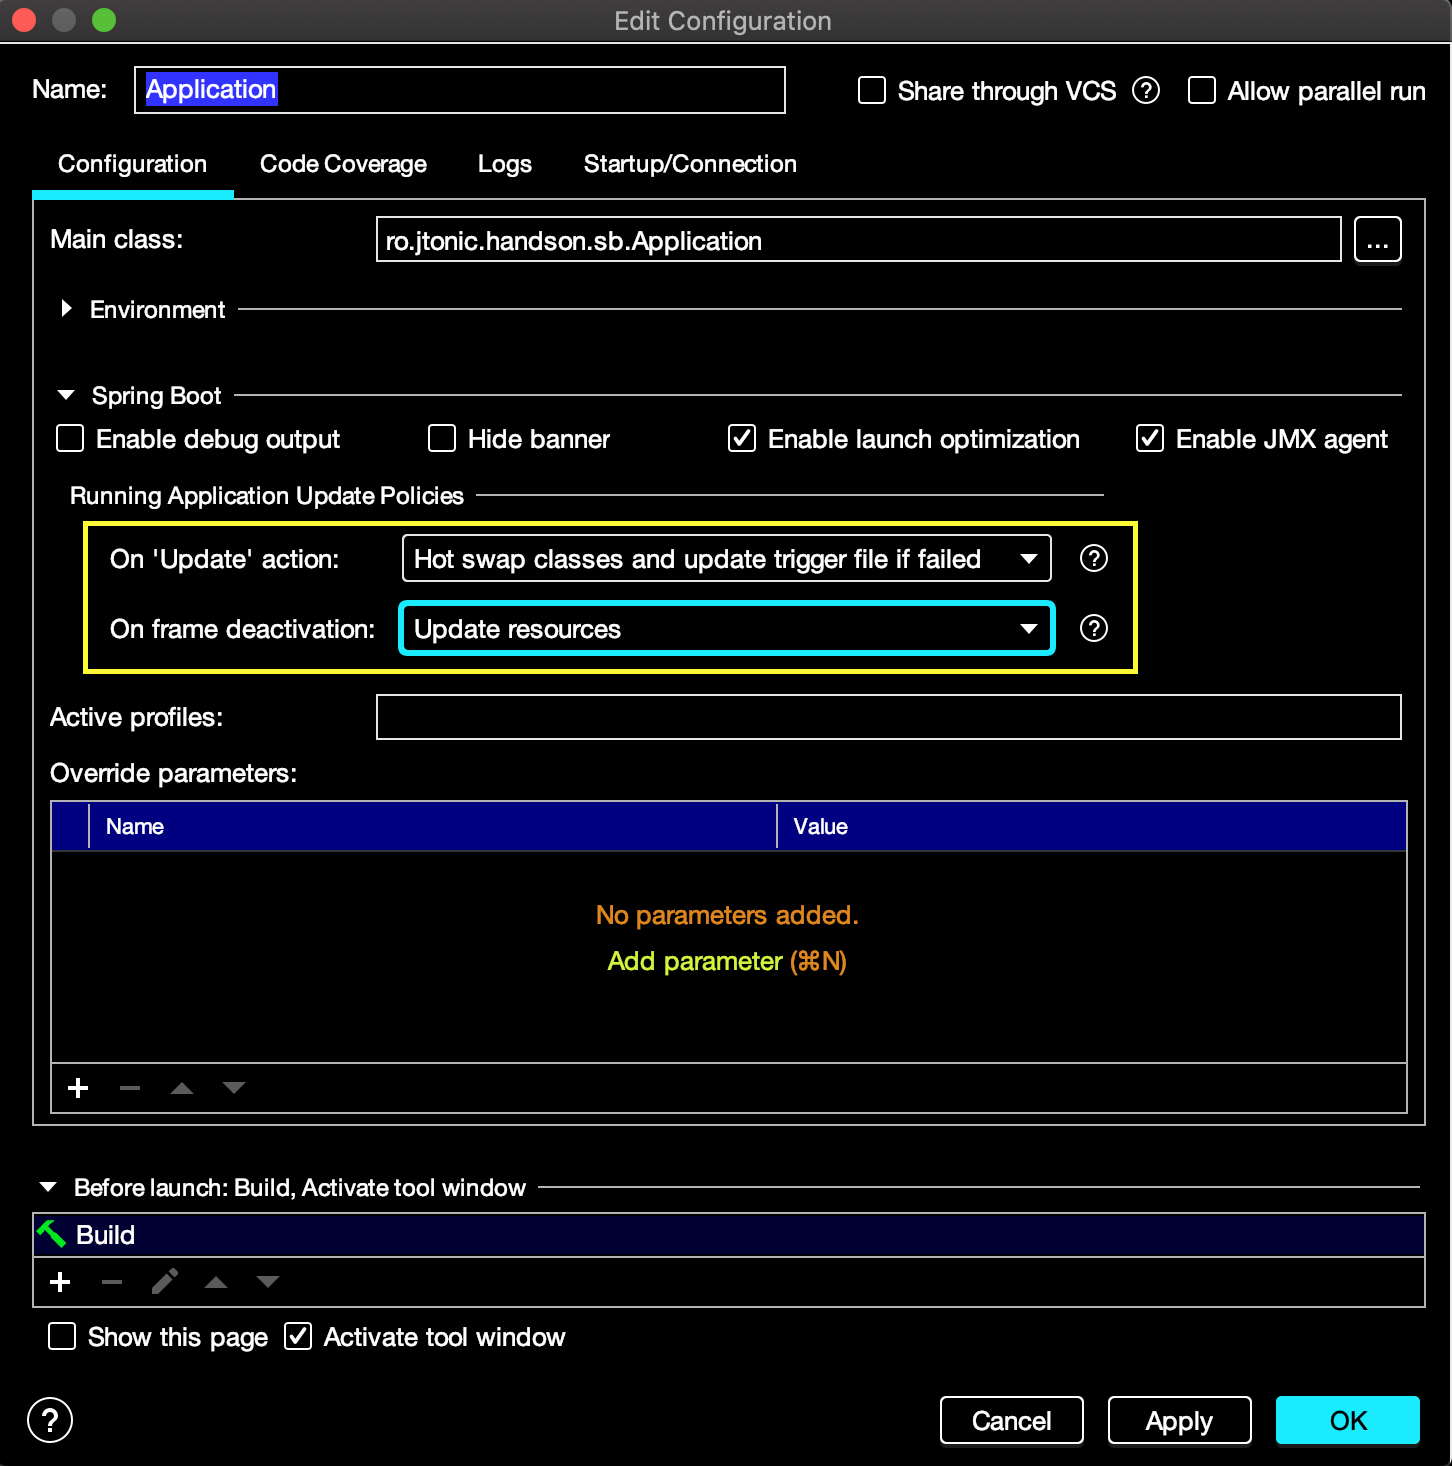 Edit Configuration
Name: Application Share through VCS ? Allow parallel run
Configuration Code Coverage Logs Startup/Connection
Main class: ro.jtonic.handson.sb.Application ...
Environment
Spring Boot
Enable debug output Hide banner Enable launch optimization Enable JMX agent
Running Application Update Policies
On 'Update' action: Hot swap classes and update trigger file if failed ?
On frame deactivation: Update resources ?
Active profiles:
Override parameters:
Name Value
No parameters added.
Add parameter (⌘N)
Before launch: Build, Activate tool window
Build
Show this page Activate tool window
? Cancel Apply OK